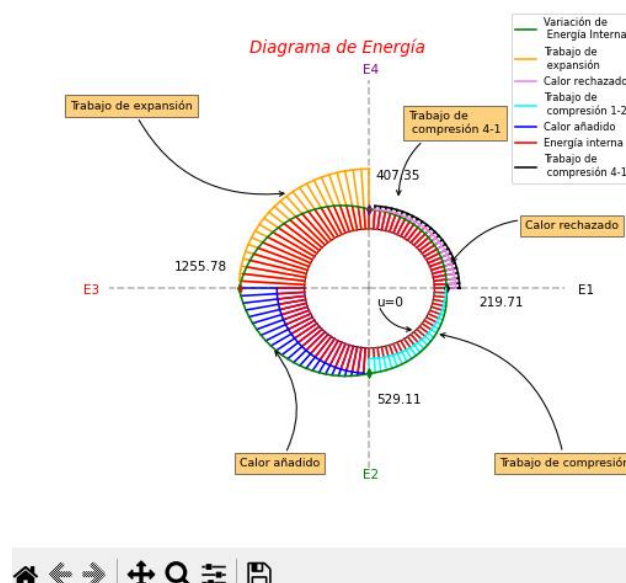 Diagrama de Energía
E4
Variación de
Energía Interna
Trabajo de
expansión
Calor rechazado
Trabajo de
compresión 1-2
Calor añadido
Energía interna
Trabajo de
compresión 4-1
Trabajo de expansión
Trabajo de
compresión 4-1
407.35
Calor rechazado
1255.78
E3
E1
u=0
219.71
529.11
Calor añadido
Trabajo de compresión
E2